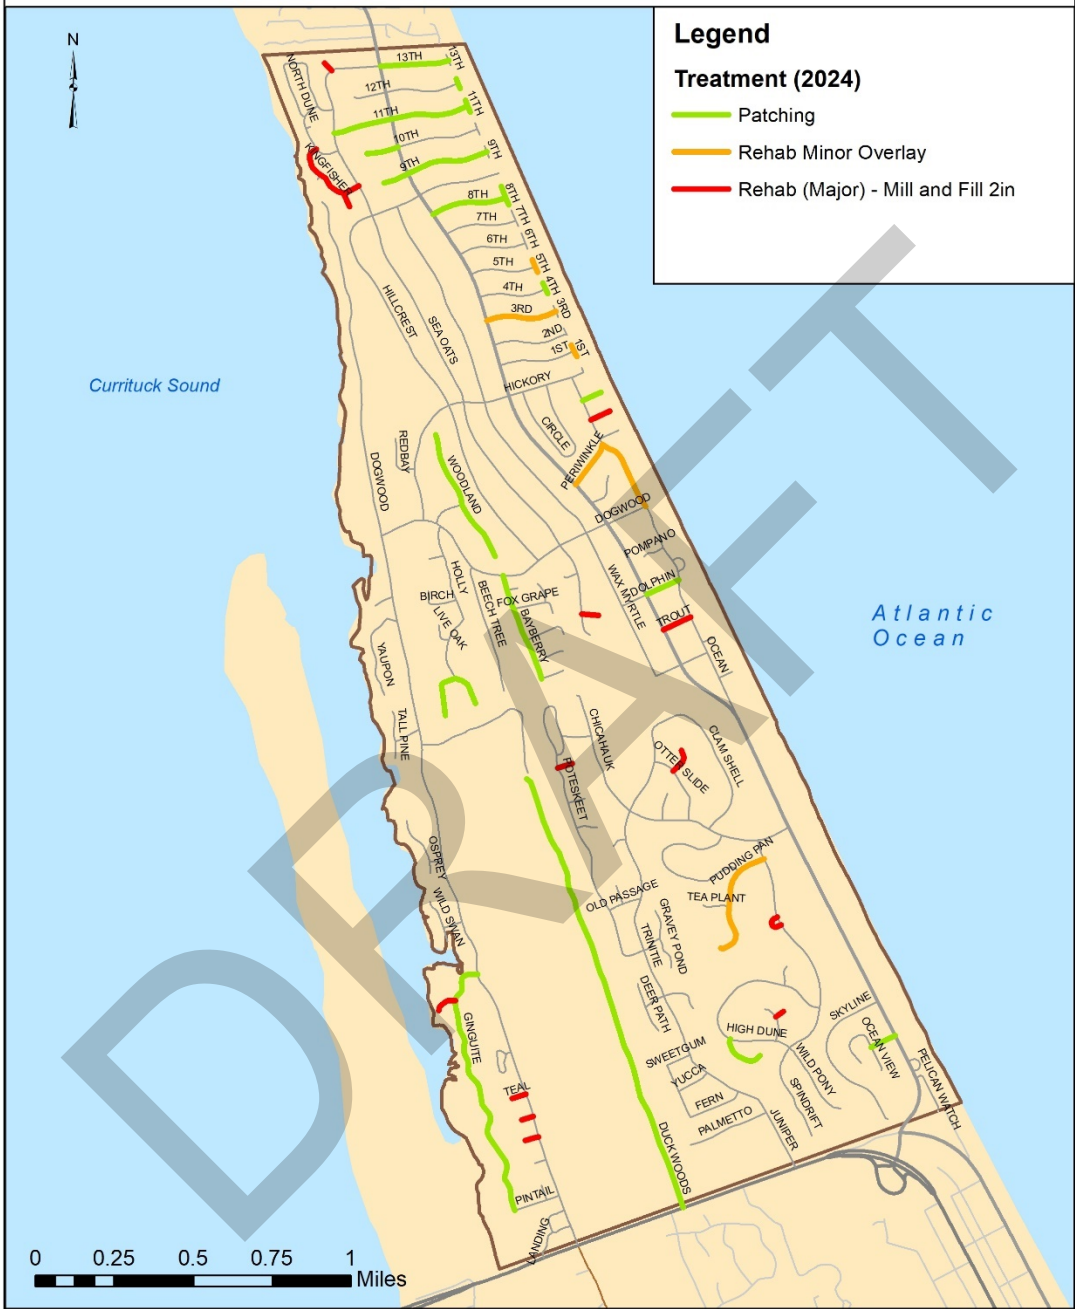 Legend
Treatment (2024)
Patching
Rehab Minor Overlay
Rehab (Major) - Mill and Fill 2in
N
13TH
13TH
NORTH DUNE
12TH
11TH
11TH
10TH
9TH
9TH
KINGFISHER
8TH
8TH
7TH
7TH
6TH
6TH
5TH
5TH
4TH
4TH
3RD
3RD
2ND
1ST
1ST
HILLCREST
SEA OATS
Currituck Sound
HICKORY
CIRCLE
PERIWINKLE
REDBAY
DOGWOOD
WOODLAND
DOGWOOD
POMPANO
DOLPHIN
WAX MYRTLE
TROUT
OCEAN
HOLLY
BIRCH
LIVE OAK
BEECH TREE
FOX GRAPE
BAYBERRY
Atlantic
Ocean
YAUPON
TALL PINE
CHICAHAUK
POTESKEET
OTTER SLIDE
CLAM SHELL
OSPREY
WILD SWAN
PUDDING PAN
TEA PLANT
OLD PASSAGE
GRAVEY POND
TRINITIE
DEER PATH
GINGUITE
SKYLINE
HIGH DUNE
OCEAN VIEW
WILD PONY
PELICAN WATCH
SWEETGUM
YUCCA
SPINDRIFT
FERN
PALMETTO
JUNIPER
TEAL
DUCK WOODS
PINTAIL
LANDING
0 0.25 0.5 0.75 1
Miles
DRAFT